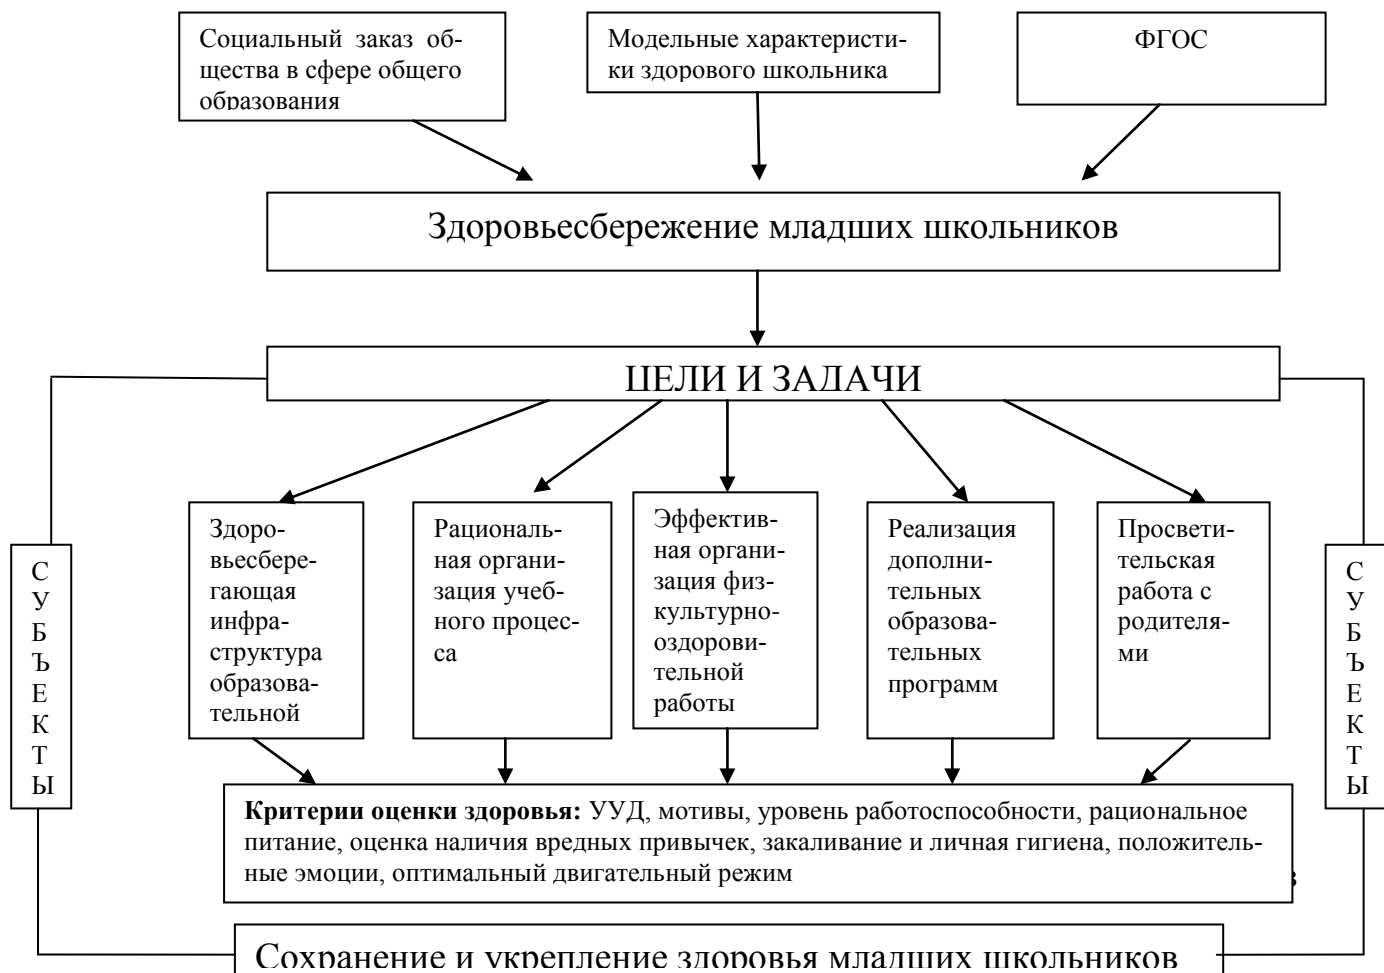 Социальный заказ об-
щества в сфере общего
образования
Модельные характеристи-
ки здорового школьника
ФГОС
Здоровьесбережение младших школьников
ЦЕЛИ И ЗАДАЧИ
Здоро-
вьесбере-
гающая
инфра-
структура
образова-
тельной
Рациональ-
ная органи-
зация учеб-
ного процес-
са
Эффектив-
ная органи-
зация физ-
культурно-
оздорови-
тельной
работы
Реализация
дополни-
тельных
образова-
тельных
программ
Просвети-
тельская
работа с
родителя-
ми
С
У
Б
Ъ
Е
К
Т
Ы
С
У
Б
Ъ
Е
К
Т
Ы
Критерии оценки здоровья: УУД, мотивы, уровень работоспособности, рациональное
питание, оценка наличия вредных привычек, закаливание и личная гигиена, положитель-
ные эмоции, оптимальный двигательный режим
Сохранение и укрепление здоровья младших школьников